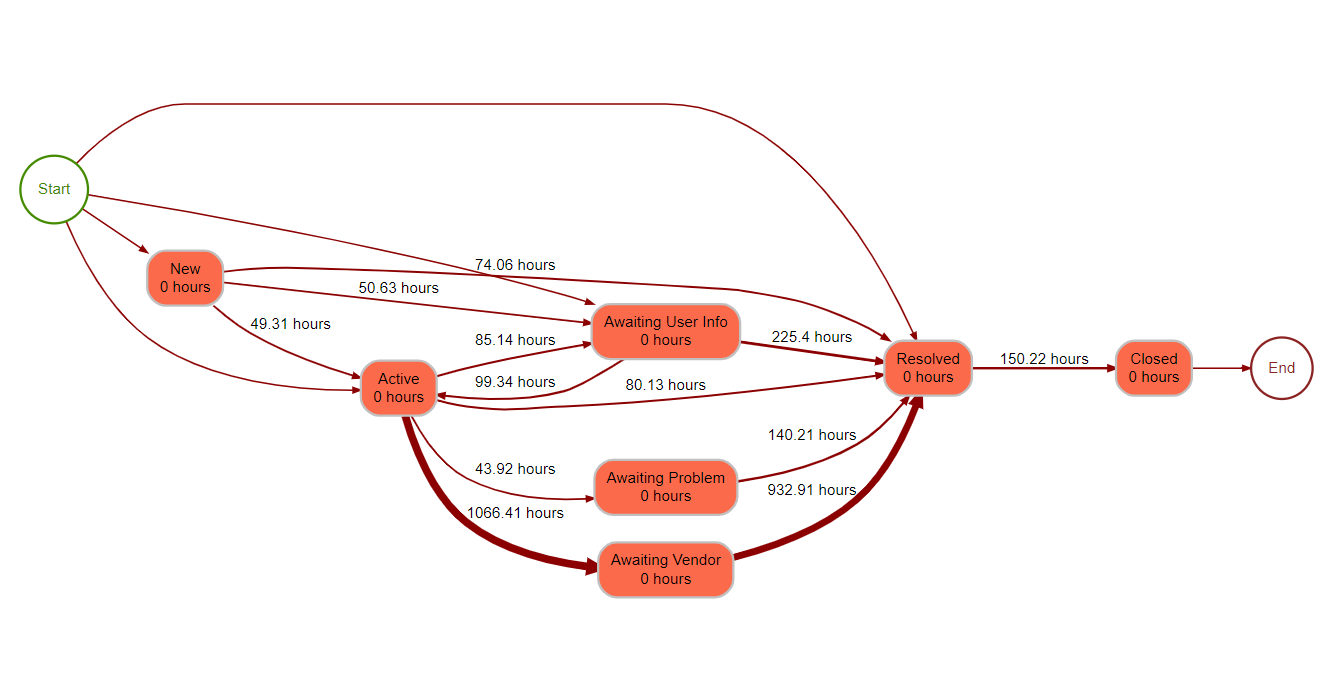 Start
New
0 hours
74.06 hours
50.63 hours
49.31 hours
Awaiting User Info
0 hours
85.14 hours
225.4 hours
Active
0 hours
99.34 hours
80.13 hours
Resolved
0 hours
150.22 hours
Closed
0 hours
End
43.92 hours
140.21 hours
Awaiting Problem
0 hours
1066.41 hours
932.91 hours
Awaiting Vendor
0 hours